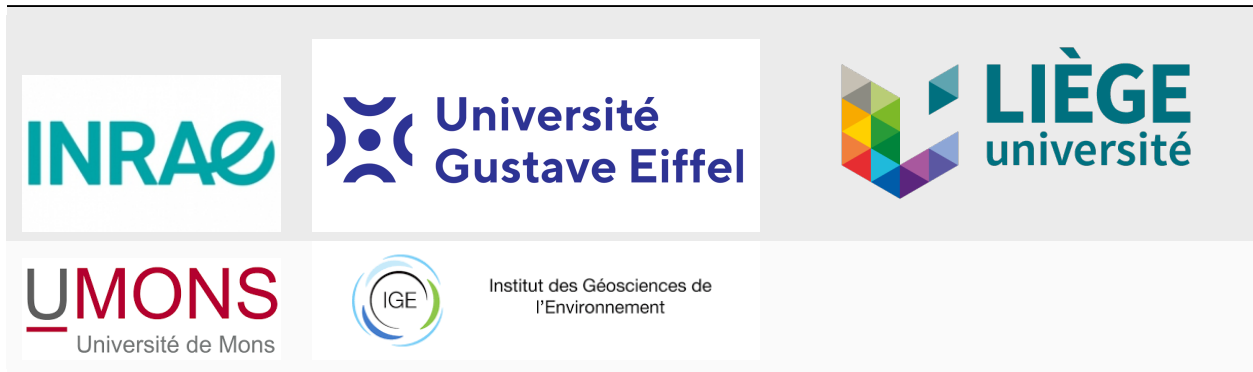 INRAE
Université
Gustave Eiffel
LIÈGE
université
UMONS
Université de Mons
IGE
Institut des Géosciences de
l'Environnement